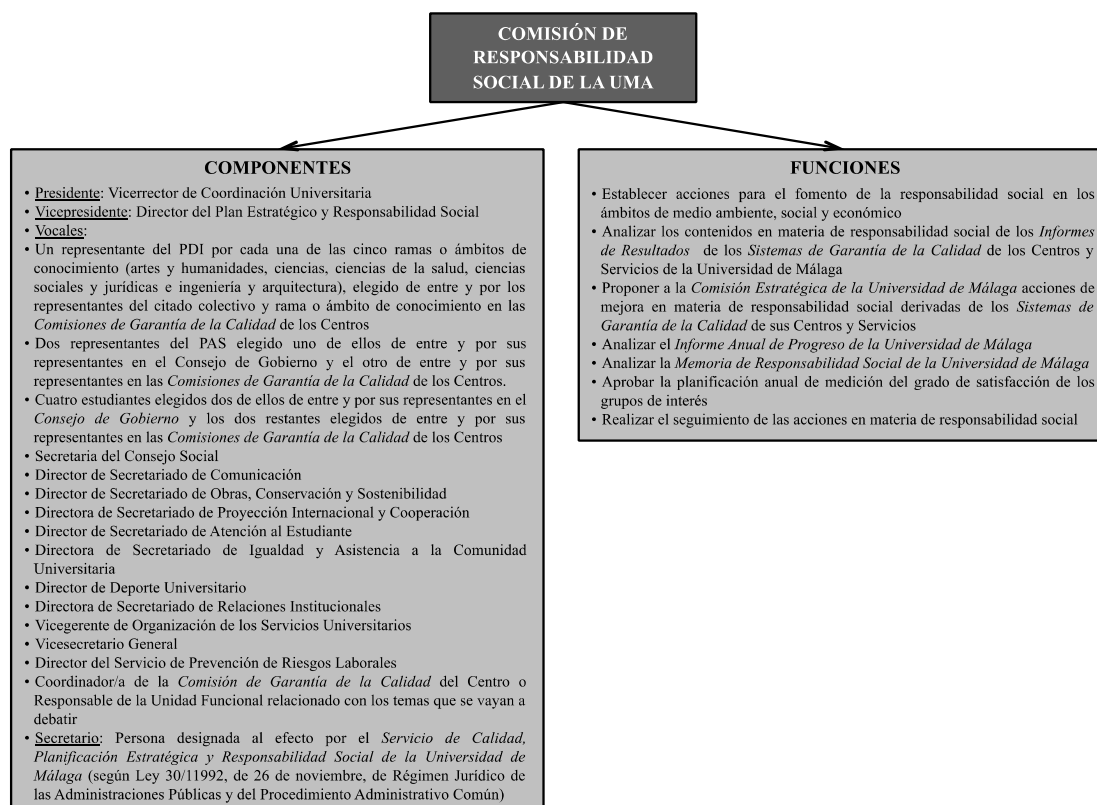 COMISIÓN DE
RESPONSABILIDAD
SOCIAL DE LA UMA
COMPONENTES
• Presidente: Vicerrector de Coordinación Universitaria
• Vicepresidente: Director del Plan Estratégico y Responsabilidad Social
• Vocales:
• Un representante del PDI por cada una de las cinco ramas o ámbitos de
conocimiento (artes y humanidades, ciencias, ciencias de la salud, ciencias
sociales y jurídicas e ingeniería y arquitectura), elegido de entre y por los
representantes del citado colectivo y rama o ámbito de conocimiento en las
Comisiones de Garantía de la Calidad de los Centros
• Dos representantes del PAS elegido uno de ellos de entre y por sus
representantes en el Consejo de Gobierno y el otro de entre y por sus
representantes en las Comisiones de Garantía de la Calidad de los Centros.
• Cuatro estudiantes elegidos dos de ellos de entre y por sus representantes en el
Consejo de Gobierno y los dos restantes elegidos de entre y por sus
representantes en las Comisiones de Garantía de la Calidad de los Centros
• Secretaria del Consejo Social
• Director de Secretariado de Comunicación
• Director de Secretariado de Obras, Conservación y Sostenibilidad
• Directora de Secretariado de Proyección Internacional y Cooperación
• Director de Secretariado de Atención al Estudiante
• Directora de Secretariado de Igualdad y Asistencia a la Comunidad
Universitaria
• Director de Deporte Universitario
• Directora de Secretariado de Relaciones Institucionales
• Vicegerente de Organización de los Servicios Universitarios
• Vicesecretario General
• Director del Servicio de Prevención de Riesgos Laborales
• Coordinador/a de la Comisión de Garantía de la Calidad del Centro o
Responsable de la Unidad Funcional relacionado con los temas que se vayan a
debatir
• Secretario: Persona designada al efecto por el Servicio de Calidad,
Planificación Estratégica y Responsabilidad Social de la Universidad de
Málaga (según Ley 30/11992, de 26 de noviembre, de Régimen Jurídico de
las Administraciones Públicas y del Procedimiento Administrativo Común)
FUNCIONES
• Establecer acciones para el fomento de la responsabilidad social en los
ámbitos de medio ambiente, social y económico
• Analizar los contenidos en materia de responsabilidad social de los Informes
de Resultados de los Sistemas de Garantía de la Calidad de los Centros y
Servicios de la Universidad de Málaga
• Proponer a la Comisión Estratégica de la Universidad de Málaga acciones de
mejora en materia de responsabilidad social derivadas de los Sistemas de
Garantía de la Calidad de sus Centros y Servicios
• Analizar el Informe Anual de Progreso de la Universidad de Málaga
• Analizar la Memoria de Responsabilidad Social de la Universidad de Málaga
• Aprobar la planificación anual de medición del grado de satisfacción de los
grupos de interés
• Realizar el seguimiento de las acciones en materia de responsabilidad social